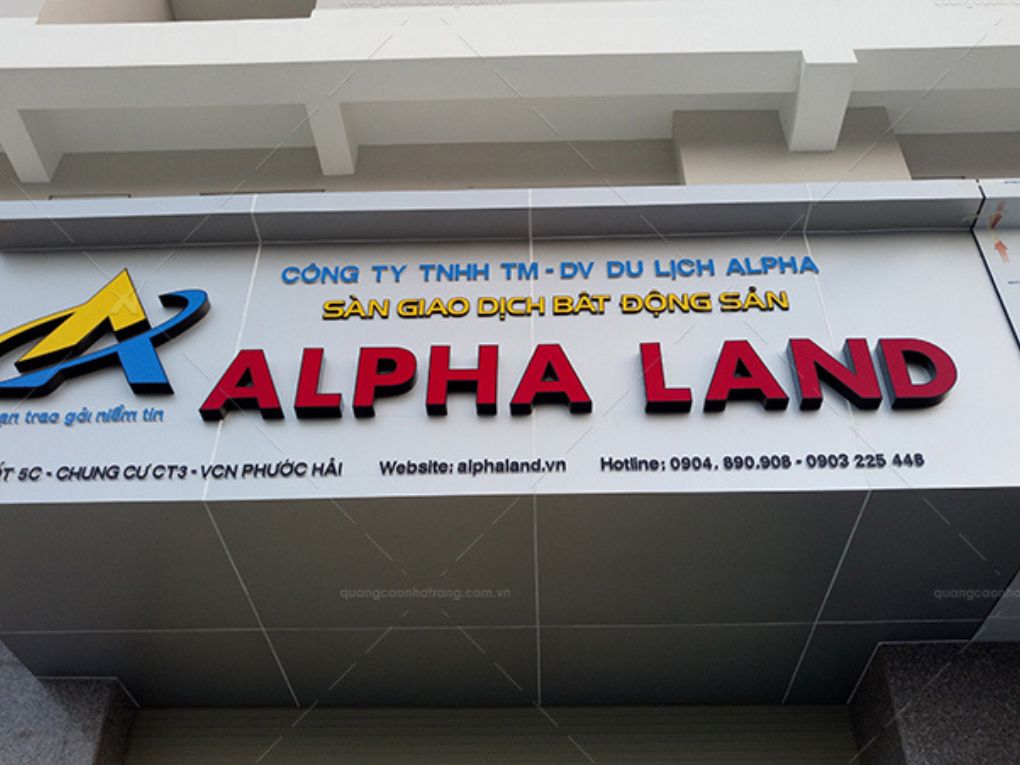 CÔNG TY TNHH TM - DV DU LỊCH ALPHA
SÀN GIAO DỊCH BẤT ĐỘNG SẢN
ALPHA LAND
trao gởi niềm tin
5C - CHUNG CƯ CT3 - VCN PHƯỚC HẢI Website: alphaland.vn Hotline: 0904. 890.908 - 0903 225 448
quangcaonhatrang.com.vn